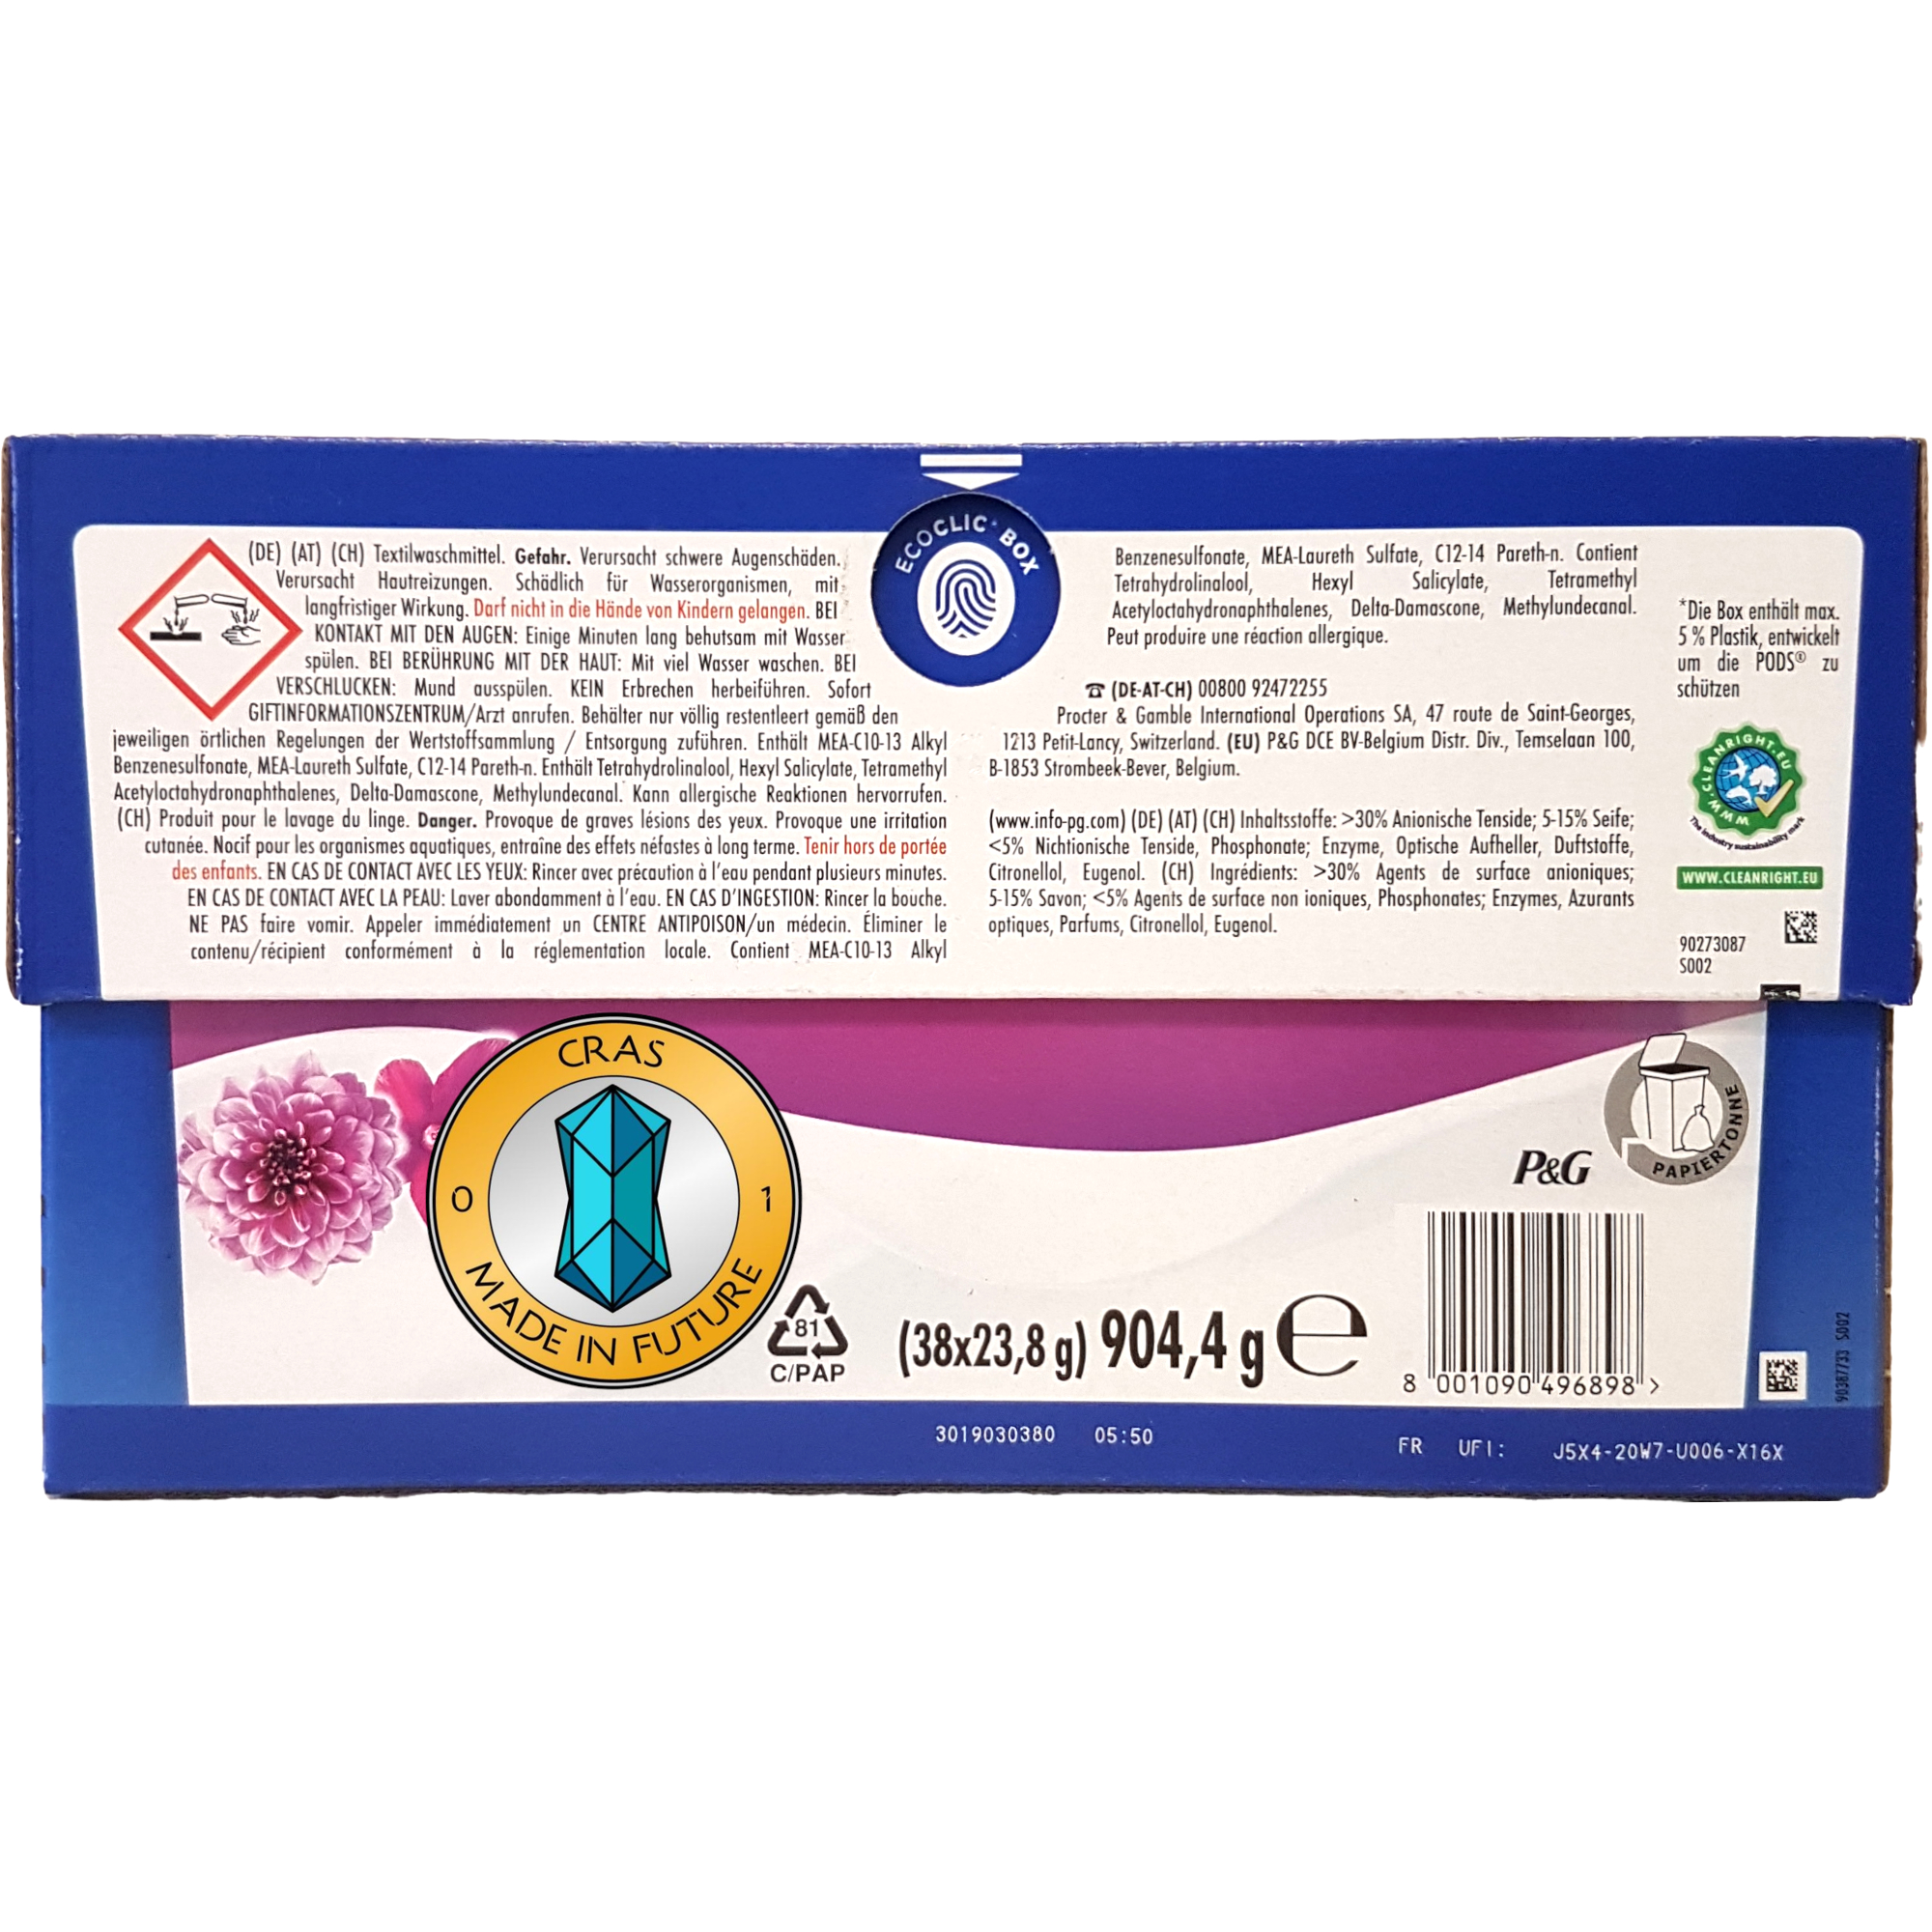 ECOCLIC® BOX
(DE) (AT) (CH) Textilwaschmittel. Gefahr. Verursacht schwere Augenschäden.
Verursacht Hautreizungen. Schädlich für Wasserorganismen, mit
langfristiger Wirkung. Darf nicht in die Hände von Kindern gelangen. BEI
KONTAKT MIT DEN AUGEN: Einige Minuten lang behutsam mit Wasser
spülen. BEI BERÜHRUNG MIT DER HAUT: Mit viel Wasser waschen. BEI
VERSCHLUCKEN: Mund ausspülen. KEIN Erbrechen herbeiführen. Sofort
GIFTINFORMATIONSZENTRUM/Arzt anrufen. Behälter nur völlig restentleert gemäß den
jeweiligen örtlichen Regelungen der Wertstoffsammlung / Entsorgung zuführen. Enthält MEA-C10-13 Alkyl
Benzenesulfonate, MEA-Laureth Sulfate, C12-14 Pareth-n. Enthält Tetrahydrolinalool, Hexyl Salicylate, Tetramethyl
Acetyloctahydronaphthalenes, Delta-Damascone, Methylundecanal. Kann allergische Reaktionen hervorrufen.
(CH) Produit pour le lavage du linge. Danger. Provoque de graves lésions des yeux. Provoque une irritation
cutanée. Nocif pour les organismes aquatiques, entraîne des effets néfastes à long terme. Tenir hors de portée
des enfants. EN CAS DE CONTACT AVEC LES YEUX: Rincer avec précaution à l'eau pendant plusieurs minutes.
EN CAS DE CONTACT AVEC LA PEAU: Laver abondamment à l'eau. EN CAS D'INGESTION: Rincer la bouche.
NE PAS faire vomir. Appeler immédiatement un CENTRE ANTIPOISON/un médecin. Éliminer le
contenu/récipient conformément à la réglementation locale. Contient MEA-C10-13 Alkyl
Benzenesulfonate, MEA-Laureth Sulfate, C12-14 Pareth-n. Contient
Tetrahydrolinalool, Hexyl Salicylate, Tetramethyl
Acetyloctahydronaphthalenes, Delta-Damascone, Methylundecanal.
Peut produire une réaction allergique.
☎ (DE-AT-CH) 00800 92472255
Procter & Gamble International Operations SA, 47 route de Saint-Georges,
1213 Petit-Lancy, Switzerland. (EU) P&G DCE BV-Belgium Distr. Div., Temselaan 100,
B-1853 Strombeek-Bever, Belgium.
(www.info-pg.com) (DE) (AT) (CH) Inhaltsstoffe: >30% Anionische Tenside; 5-15% Seife;
<5% Nichtionische Tenside, Phosphonate; Enzyme, Optische Aufheller, Duftstoffe,
Citronellol, Eugenol. (CH) Ingrédients: >30% Agents de surface anioniques;
5-15% Savon; <5% Agents de surface non ioniques, Phosphonates; Enzymes, Azurants
optiques, Parfums, Citronellol, Eugenol.
*Die Box enthält max.
5 % Plastik, entwickelt
um die PODS® zu
schützen
WWW.CLEANRIGHT.EU
The industry sustainability mark
WWW.CLEANRIGHT.EU
90273087
S002
CRAS
0 1
MADE IN FUTURE
81
C/PAP
(38x23,8 g) 904,4 g e
P&G
PAPIERTONNE
8 001090 496898 >
90387733 S002
3019030380 05:50
FR UFI: J5X4-20W7-U006-X16X